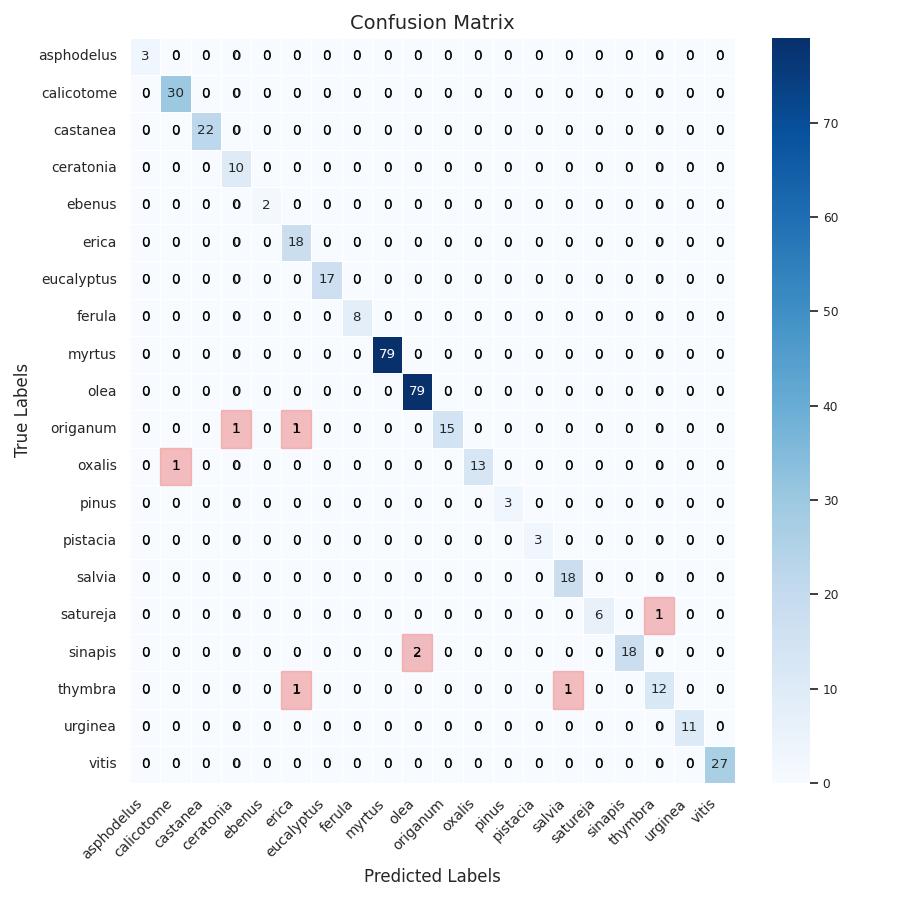 Confusion Matrix
asphodelus 3 0 0 0 0 0 0 0 0 0 0 0 0 0 0 0 0 0 0 0
calicotome 0 30 0 0 0 0 0 0 0 0 0 0 0 0 0 0 0 0 0 0
castanea 0 0 22 0 0 0 0 0 0 0 0 0 0 0 0 0 0 0 0 0
ceratonia 0 0 0 10 0 0 0 0 0 0 0 0 0 0 0 0 0 0 0 0
ebenus 0 0 0 0 2 0 0 0 0 0 0 0 0 0 0 0 0 0 0 0
erica 0 0 0 0 0 18 0 0 0 0 0 0 0 0 0 0 0 0 0 0
eucalyptus 0 0 0 0 0 0 17 0 0 0 0 0 0 0 0 0 0 0 0 0
ferula 0 0 0 0 0 0 0 8 0 0 0 0 0 0 0 0 0 0 0 0
myrtus 0 0 0 0 0 0 0 0 79 0 0 0 0 0 0 0 0 0 0 0
olea 0 0 0 0 0 0 0 0 0 79 0 0 0 0 0 0 0 0 0 0
origanum 0 0 0 1 0 1 0 0 0 0 15 0 0 0 0 0 0 0 0 0
oxalis 0 1 0 0 0 0 0 0 0 0 0 13 0 0 0 0 0 0 0 0
pinus 0 0 0 0 0 0 0 0 0 0 0 0 3 0 0 0 0 0 0 0
pistacia 0 0 0 0 0 0 0 0 0 0 0 0 0 3 0 0 0 0 0 0
salvia 0 0 0 0 0 0 0 0 0 0 0 0 0 0 18 0 0 0 0 0
satureja 0 0 0 0 0 0 0 0 0 0 0 0 0 0 0 6 0 1 0 0
sinapis 0 0 0 0 0 0 0 0 0 2 0 0 0 0 0 0 18 0 0 0
thymbra 0 0 0 0 0 1 0 0 0 0 0 0 0 0 1 0 0 12 0 0
urginea 0 0 0 0 0 0 0 0 0 0 0 0 0 0 0 0 0 0 11 0
vitis 0 0 0 0 0 0 0 0 0 0 0 0 0 0 0 0 0 0 0 27
asphodelus calicotome castanea ceratonia ebenus erica eucalyptus ferula myrtus olea origanum oxalis pinus pistacia salvia satureja sinapis thymbra urginea vitis
Predicted Labels
True Labels
70
60
50
40
30
20
10
0